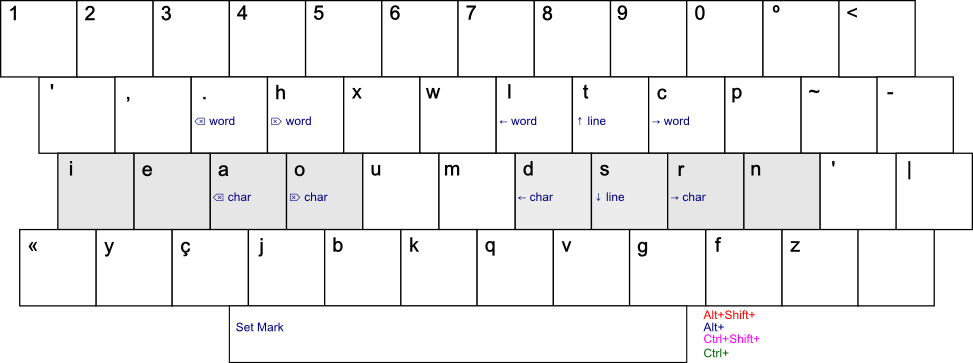 1 2 3 4 5 6 7 8 9 0 º <
' , . h x w l t c p ~ -
⌫ word ⌦ word ← word ↑ line → word
i e a o u m d s r n ' |
⌫ char ⌦ char ← char ↓ line → char
« y ç j b k q v g f z
Set Mark
Alt+Shift+
Alt+
Ctrl+Shift+
Ctrl+